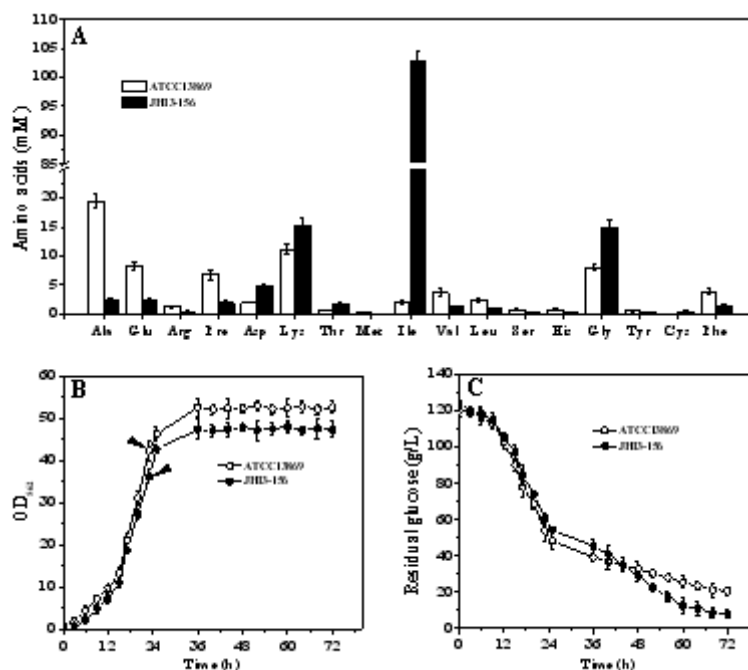 A
Amino acids (mM)
110
105
100
95
90
85
20
15
10
5
0
ATCC13869
JHI3-156
Ala Glu Arg Pro Asp Lys Thr Met Ile Val Leu Ser His Gly Tyr Cys Phe
B
60
50
40
30
20
10
0
OD562
ATCC13869
JHI3-156
0 12 24 36 48 60 72
Time (h)
C
140
120
100
80
60
40
20
0
Residual glucose (g/L)
ATCC13869
JHI3-156
0 12 24 36 48 60 72
Time (h)